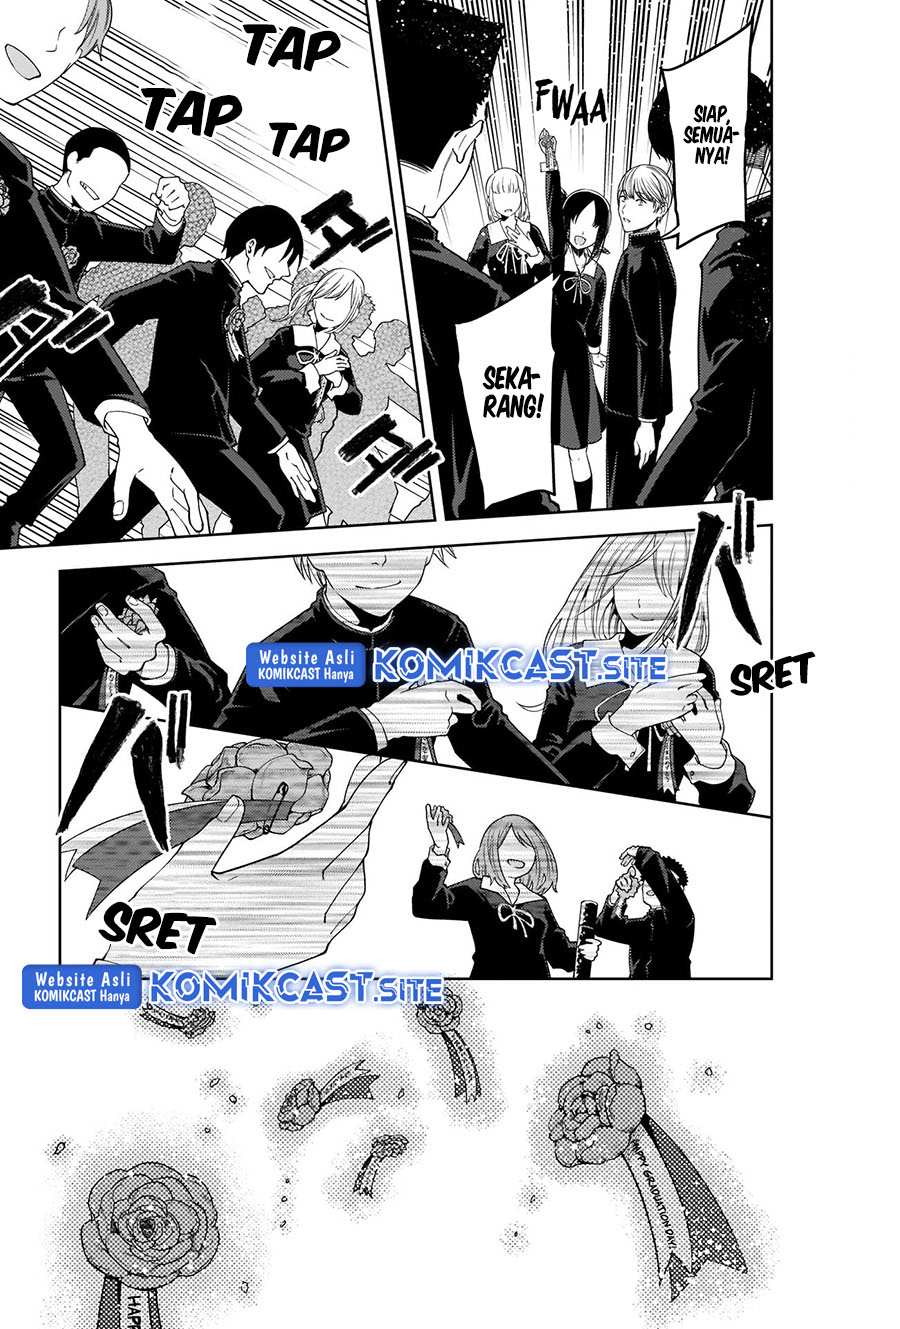 SIAP,
SEMUA-
NYA!
FWAA
SEKA-
RANG!
TAP
TAP
TAP
Website Asli
KOMIKCAST Hanya
KOMIKCAST.SITE
SRET
SRET
Website Asli
KOMIKCAST Hanya
KOMIKCAST.SITE
HAPPY GRADUATION DAY!
HAPP